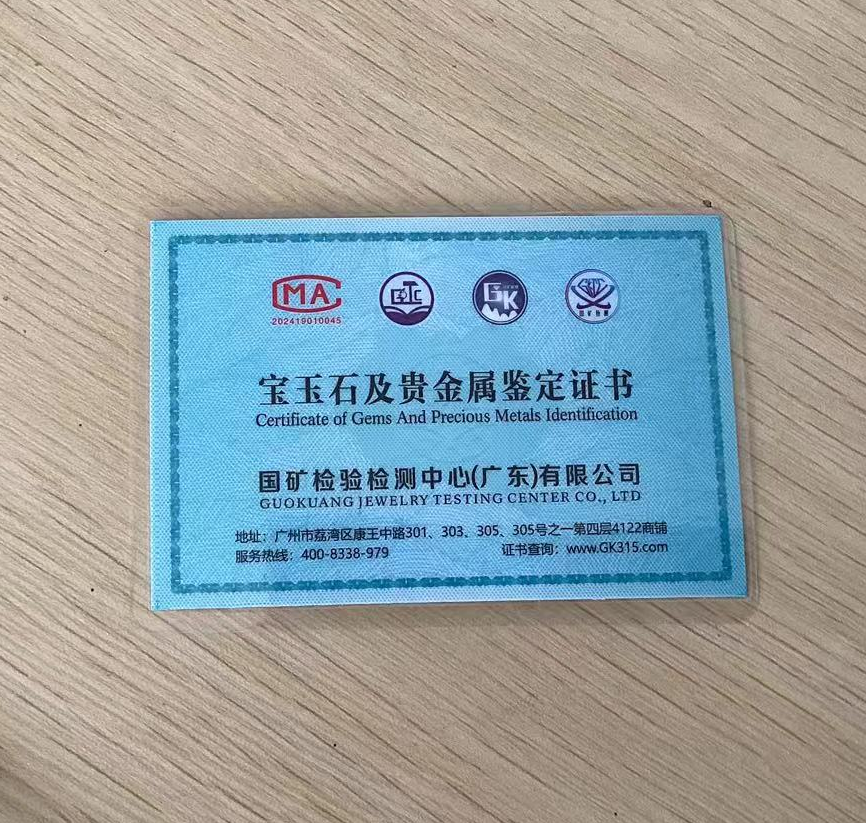 CMA
202419010045
GK
宝玉石及贵金属鉴定证书
Certificate of Gems And Precious Metals Identification
国矿检验检测中心(广东)有限公司
GUOKUANG JEWELRY TESTING CENTER CO., LTD
地址：广州市荔湾区康王中路301、303、305、305号之一第四层4122商铺
服务热线：400-8338-979 证书查询：www.GK315.com